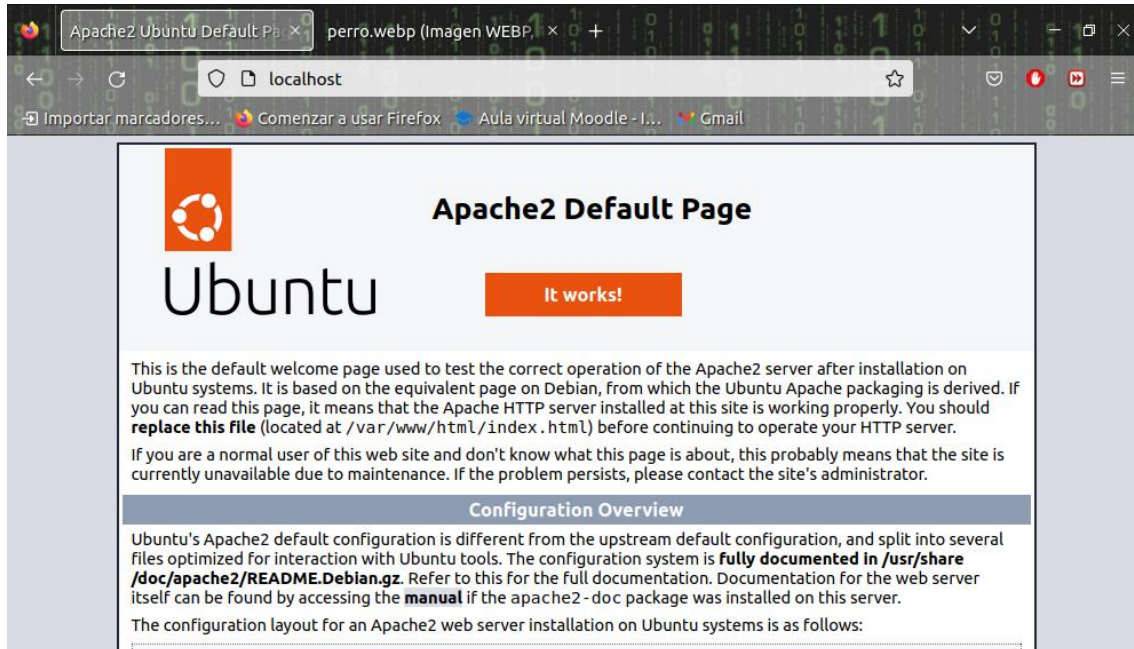 Apache2 Ubuntu Default Pa
perro.webp (Imagen WEBP,
localhost
Importar marcadores... Comenzar a usar Firefox Aula virtual Moodle - I... Gmail
Ubuntu
Apache2 Default Page
It works!
This is the default welcome page used to test the correct operation of the Apache2 server after installation on
Ubuntu systems. It is based on the equivalent page on Debian, from which the Ubuntu Apache packaging is derived. If
you can read this page, it means that the Apache HTTP server installed at this site is working properly. You should
replace this file (located at /var/www/html/index.html) before continuing to operate your HTTP server.
If you are a normal user of this web site and don't know what this page is about, this probably means that the site is
currently unavailable due to maintenance. If the problem persists, please contact the site's administrator.
Configuration Overview
Ubuntu's Apache2 default configuration is different from the upstream default configuration, and split into several
files optimized for interaction with Ubuntu tools. The configuration system is fully documented in /usr/share
/doc/apache2/README.Debian.gz. Refer to this for the full documentation. Documentation for the web server
itself can be found by accessing the manual if the apache2-doc package was installed on this server.
The configuration layout for an Apache2 web server installation on Ubuntu systems is as follows: